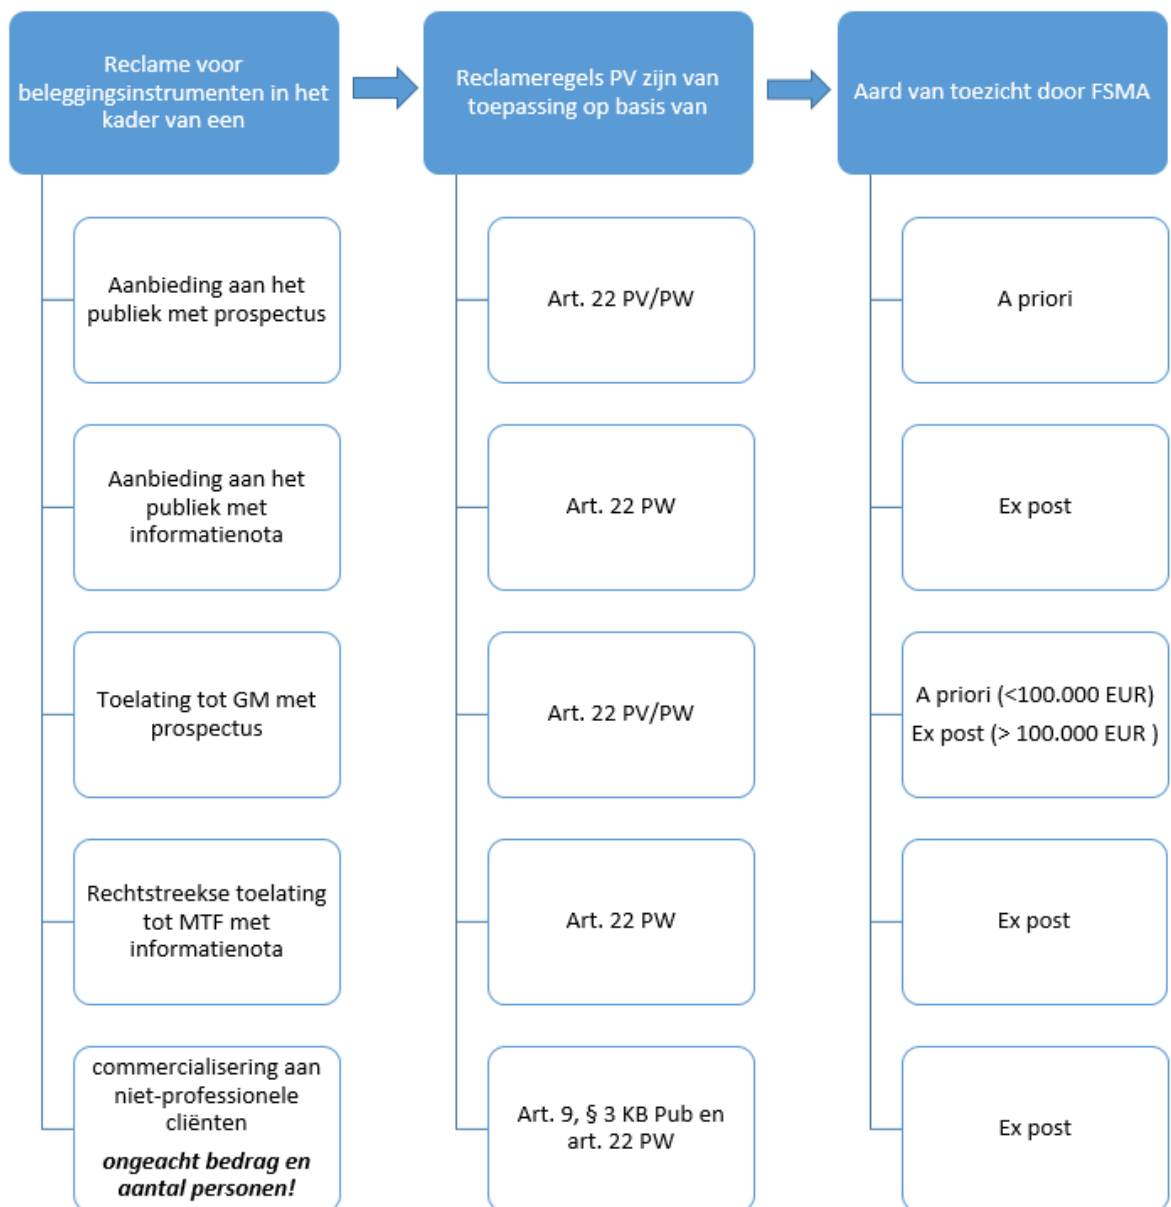 Reclame voor
beleggingsinstrumenten in het
kader van een
Reclameregels PV zijn van
toepassing op basis van
Aard van toezicht door FSMA
Aanbieding aan het
publiek met prospectus
Art. 22 PV/PW
A priori
Aanbieding aan het
publiek met
informatienota
Art. 22 PW
Ex post
Toelating tot GM met
prospectus
Art. 22 PV/PW
A priori (<100.000 EUR)
Ex post (> 100.000 EUR )
Rechtstreekse toelating
tot MTF met
informatienota
Art. 22 PW
Ex post
commercialisering aan
niet-professionele
cliënten
ongeacht bedrag en
aantal personen!
Art. 9, § 3 KB Pub en
art. 22 PW
Ex post